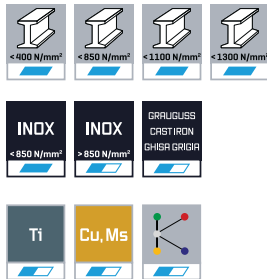 <400 N/mm² <850 N/mm² <1100 N/mm² <1300 N/mm²
INOX INOX GRAUGUSS
CAST IRON
GHISA GRIGIA
<850 N/mm² >850 N/mm²
Ti Cu, Ms